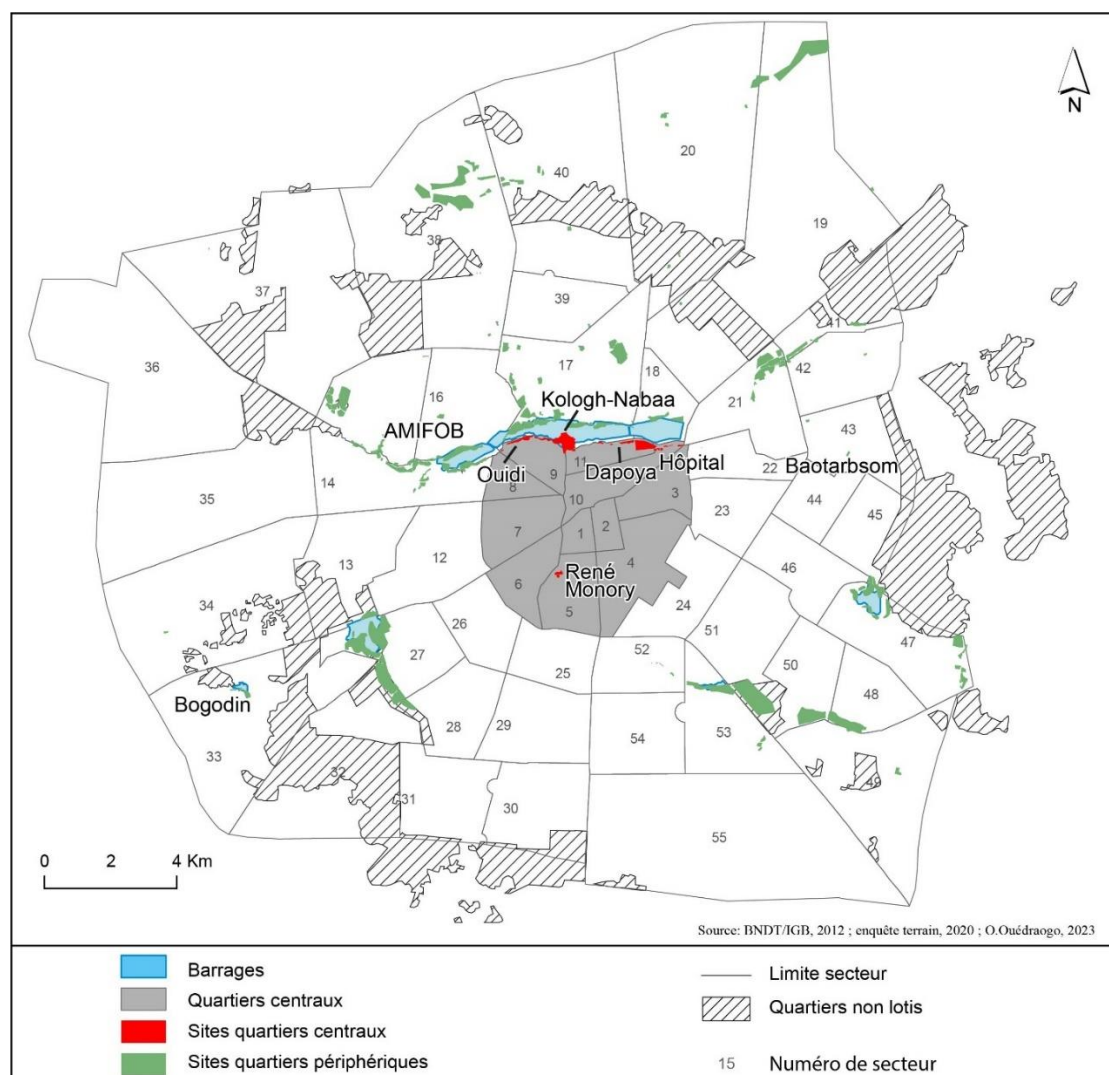 N
20
40
19
38
39
37
41
36
17
42
16
18
21
Kologh-Nabaa
AMIFOB
43
Hôpital
Ouidi
Dapoya
Baotarbsom
11
22
9
35
14
8
3
44
45
10
23
7
1
2
12
46
13
4
6
René
Monory
34
5
24
26
51
47
52
27
50
25
48
Bogodin
28
29
54
53
33
32
49
31
30
55
0 2 4 Km
Source: BNDT/IGB, 2012 ; enquête terrain, 2020 ; O.Ouédraogo, 2023
Barrages
Limite secteur
Quartiers centraux
Quartiers non lotis
Sites quartiers centraux
Sites quartiers périphériques
15 Numéro de secteur